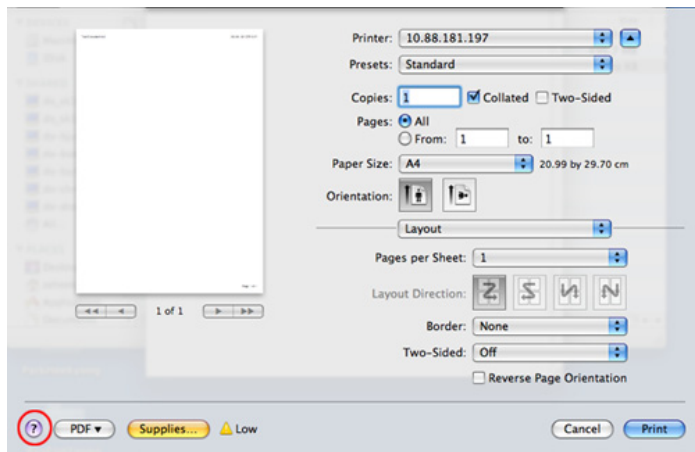 Printer: 10.88.181.197
Presets: Standard
Copies: 1 Collated Two-Sided
Pages: All
From: 1 to: 1
Paper Size: A4 20.99 by 29.70 cm
Orientation:
Layout
Pages per Sheet: 1
Layout Direction:
Border: None
Two-Sided: Off
Reverse Page Orientation
1 of 1
? PDF Supplies... Low Cancel Print